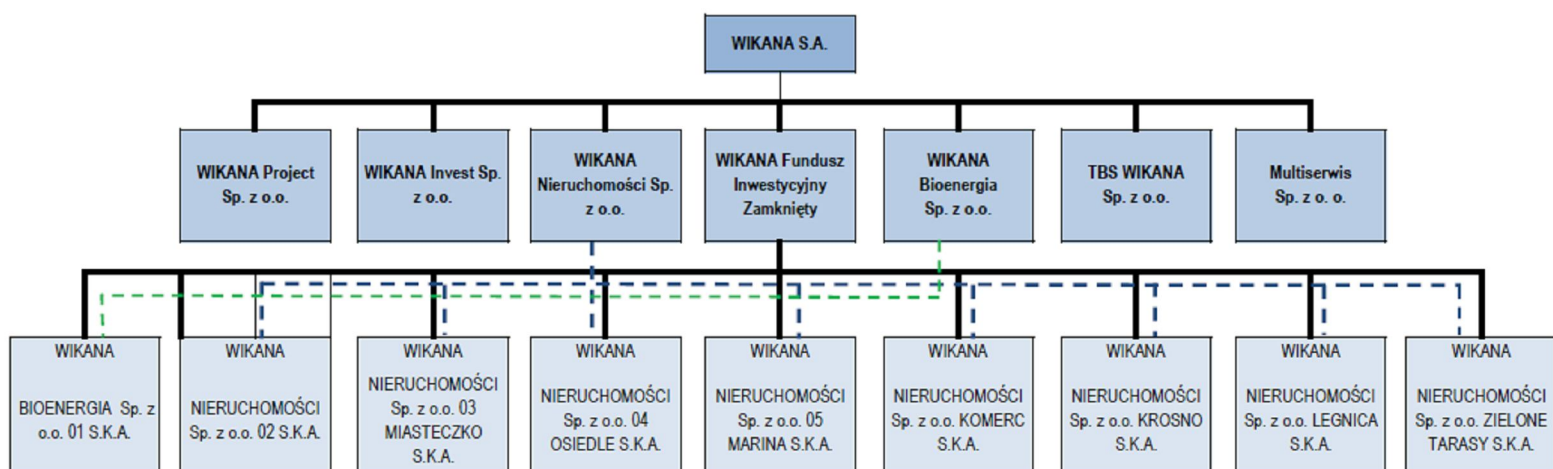 WIKANA S.A.
WIKANA Project
Sp. z o.o.
WIKANA Invest Sp.
z o.o.
WIKANA
Nieruchomości Sp.
z o.o.
WIKANA Fundusz
Inwestycyjny
Zamknięty
WIKANA
Bioenergia
Sp. z o.o.
TBS WIKANA
Sp. z o.o.
Multiserwis
Sp. z o. o.
WIKANA
BIOENERGIA Sp. z
o.o. 01 S.K.A.
WIKANA
NIERUCHOMOŚCI
Sp. z o.o. 02 S.K.A.
WIKANA
NIERUCHOMOŚCI
Sp. z o.o. 03
MIASTECZKO
S.K.A.
WIKANA
NIERUCHOMOŚCI
Sp. z o.o. 04
OSIEDLE S.K.A.
WIKANA
NIERUCHOMOŚCI
Sp. z o.o. 05
MARINA S.K.A.
WIKANA
NIERUCHOMOŚCI
Sp. z o.o. KOMERC
S.K.A.
WIKANA
NIERUCHOMOŚCI
Sp. z o.o. KROSNO
S.K.A.
WIKANA
NIERUCHOMOŚCI
Sp. z o.o. LEGNICA
S.K.A.
WIKANA
NIERUCHOMOŚCI
Sp. z o.o. ZIELONE
TARASY S.K.A.